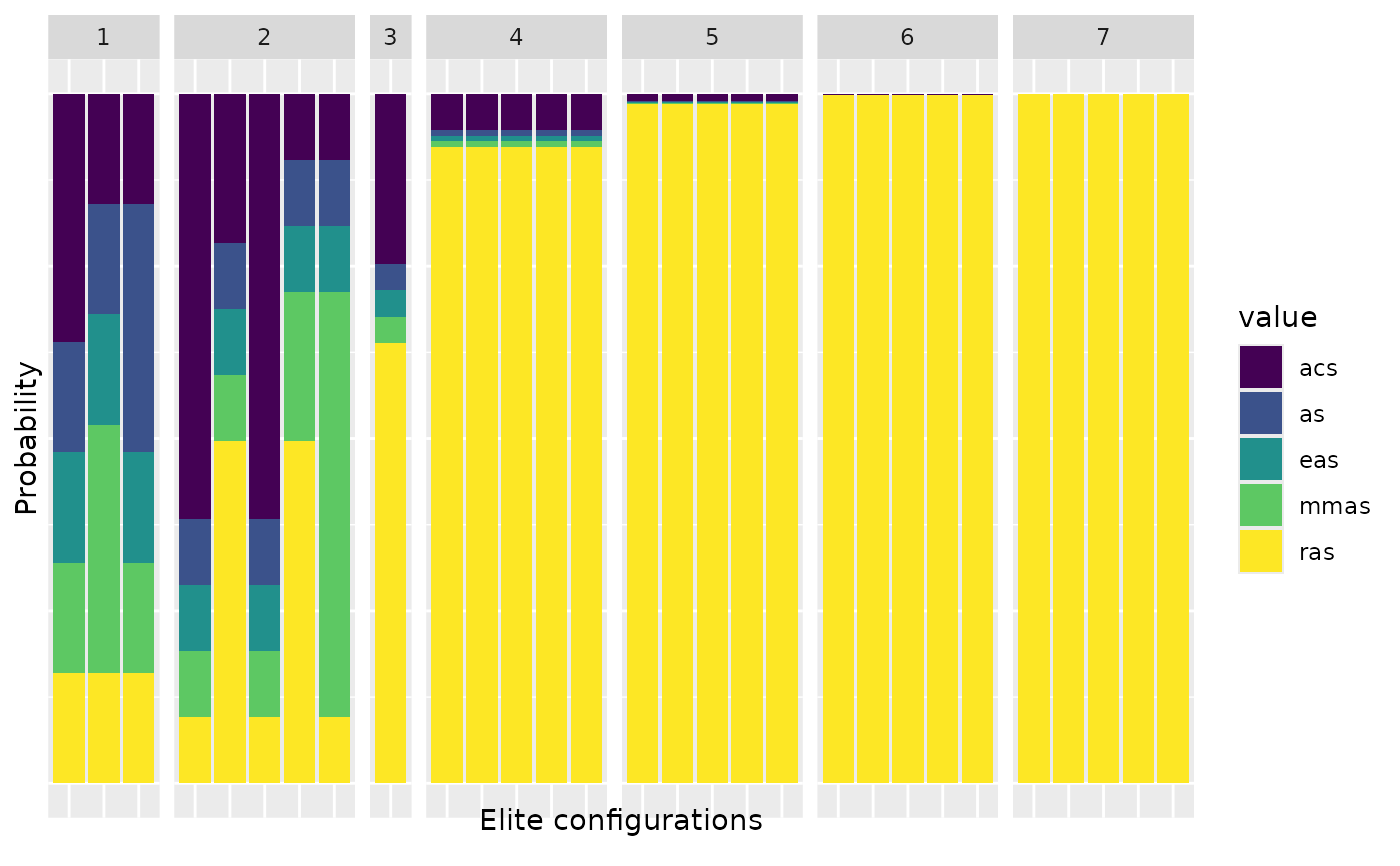 1 2 3 4 5 6 7
Probability
Elite configurations
value
acs
as
eas
mmas
ras